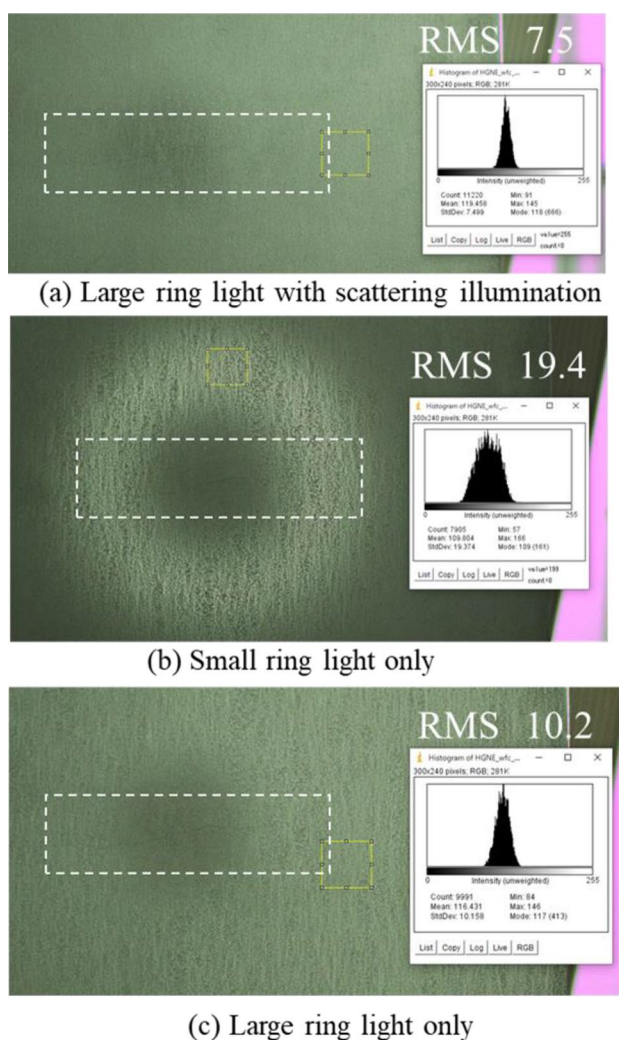 RMS 7.5
Histogram of HGNE_wfc_...
300x240 pixels; RGB; 281K
0 255
Intensity (unweighted)
Count: 11220 Min: 91
Mean: 119.458 Max: 145
StdDev: 7.499 Mode: 118 (666)
List Copy Log Live RGB value=255
count=0
(a) Large ring light with scattering illumination
RMS 19.4
Histogram of HGNE_wfc_...
300x240 pixels; RGB; 281K
0 255
Intensity (unweighted)
Count: 7905 Min: 57
Mean: 109.804 Max: 166
StdDev: 19.374 Mode: 109 (161)
List Copy Log Live RGB value=199
count=0
(b) Small ring light only
RMS 10.2
Histogram of HGNE_wfc_...
300x240 pixels; RGB; 281K
0 255
Intensity (unweighted)
Count: 9991 Min: 84
Mean: 116.431 Max: 146
StdDev: 10.158 Mode: 117 (413)
List Copy Log Live RGB
(c) Large ring light only